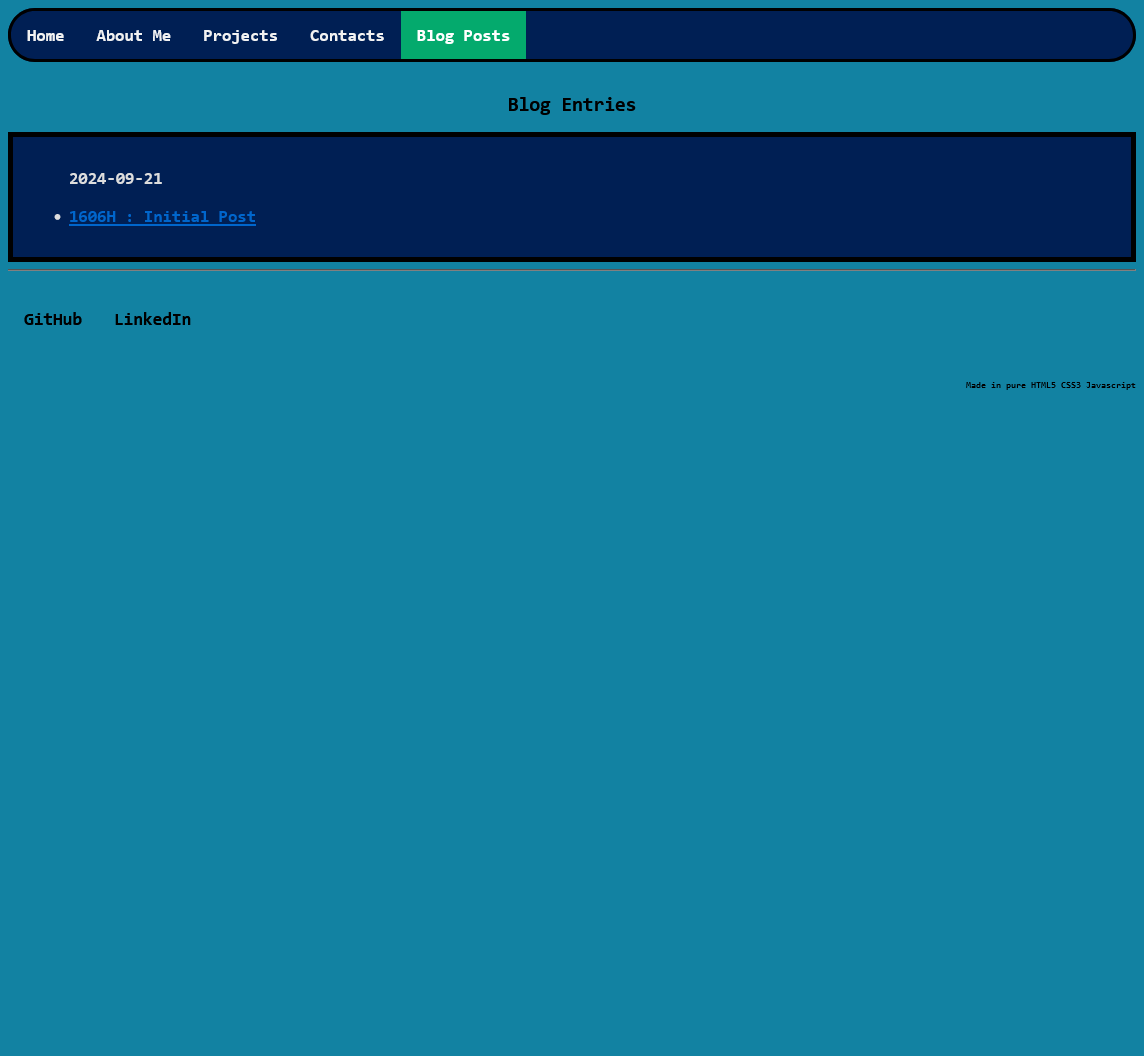 Home About Me Projects Contacts Blog Posts
Blog Entries
2024-09-21
1606H : Initial Post
GitHub LinkedIn
Made in pure HTML5 CSS3 Javascript